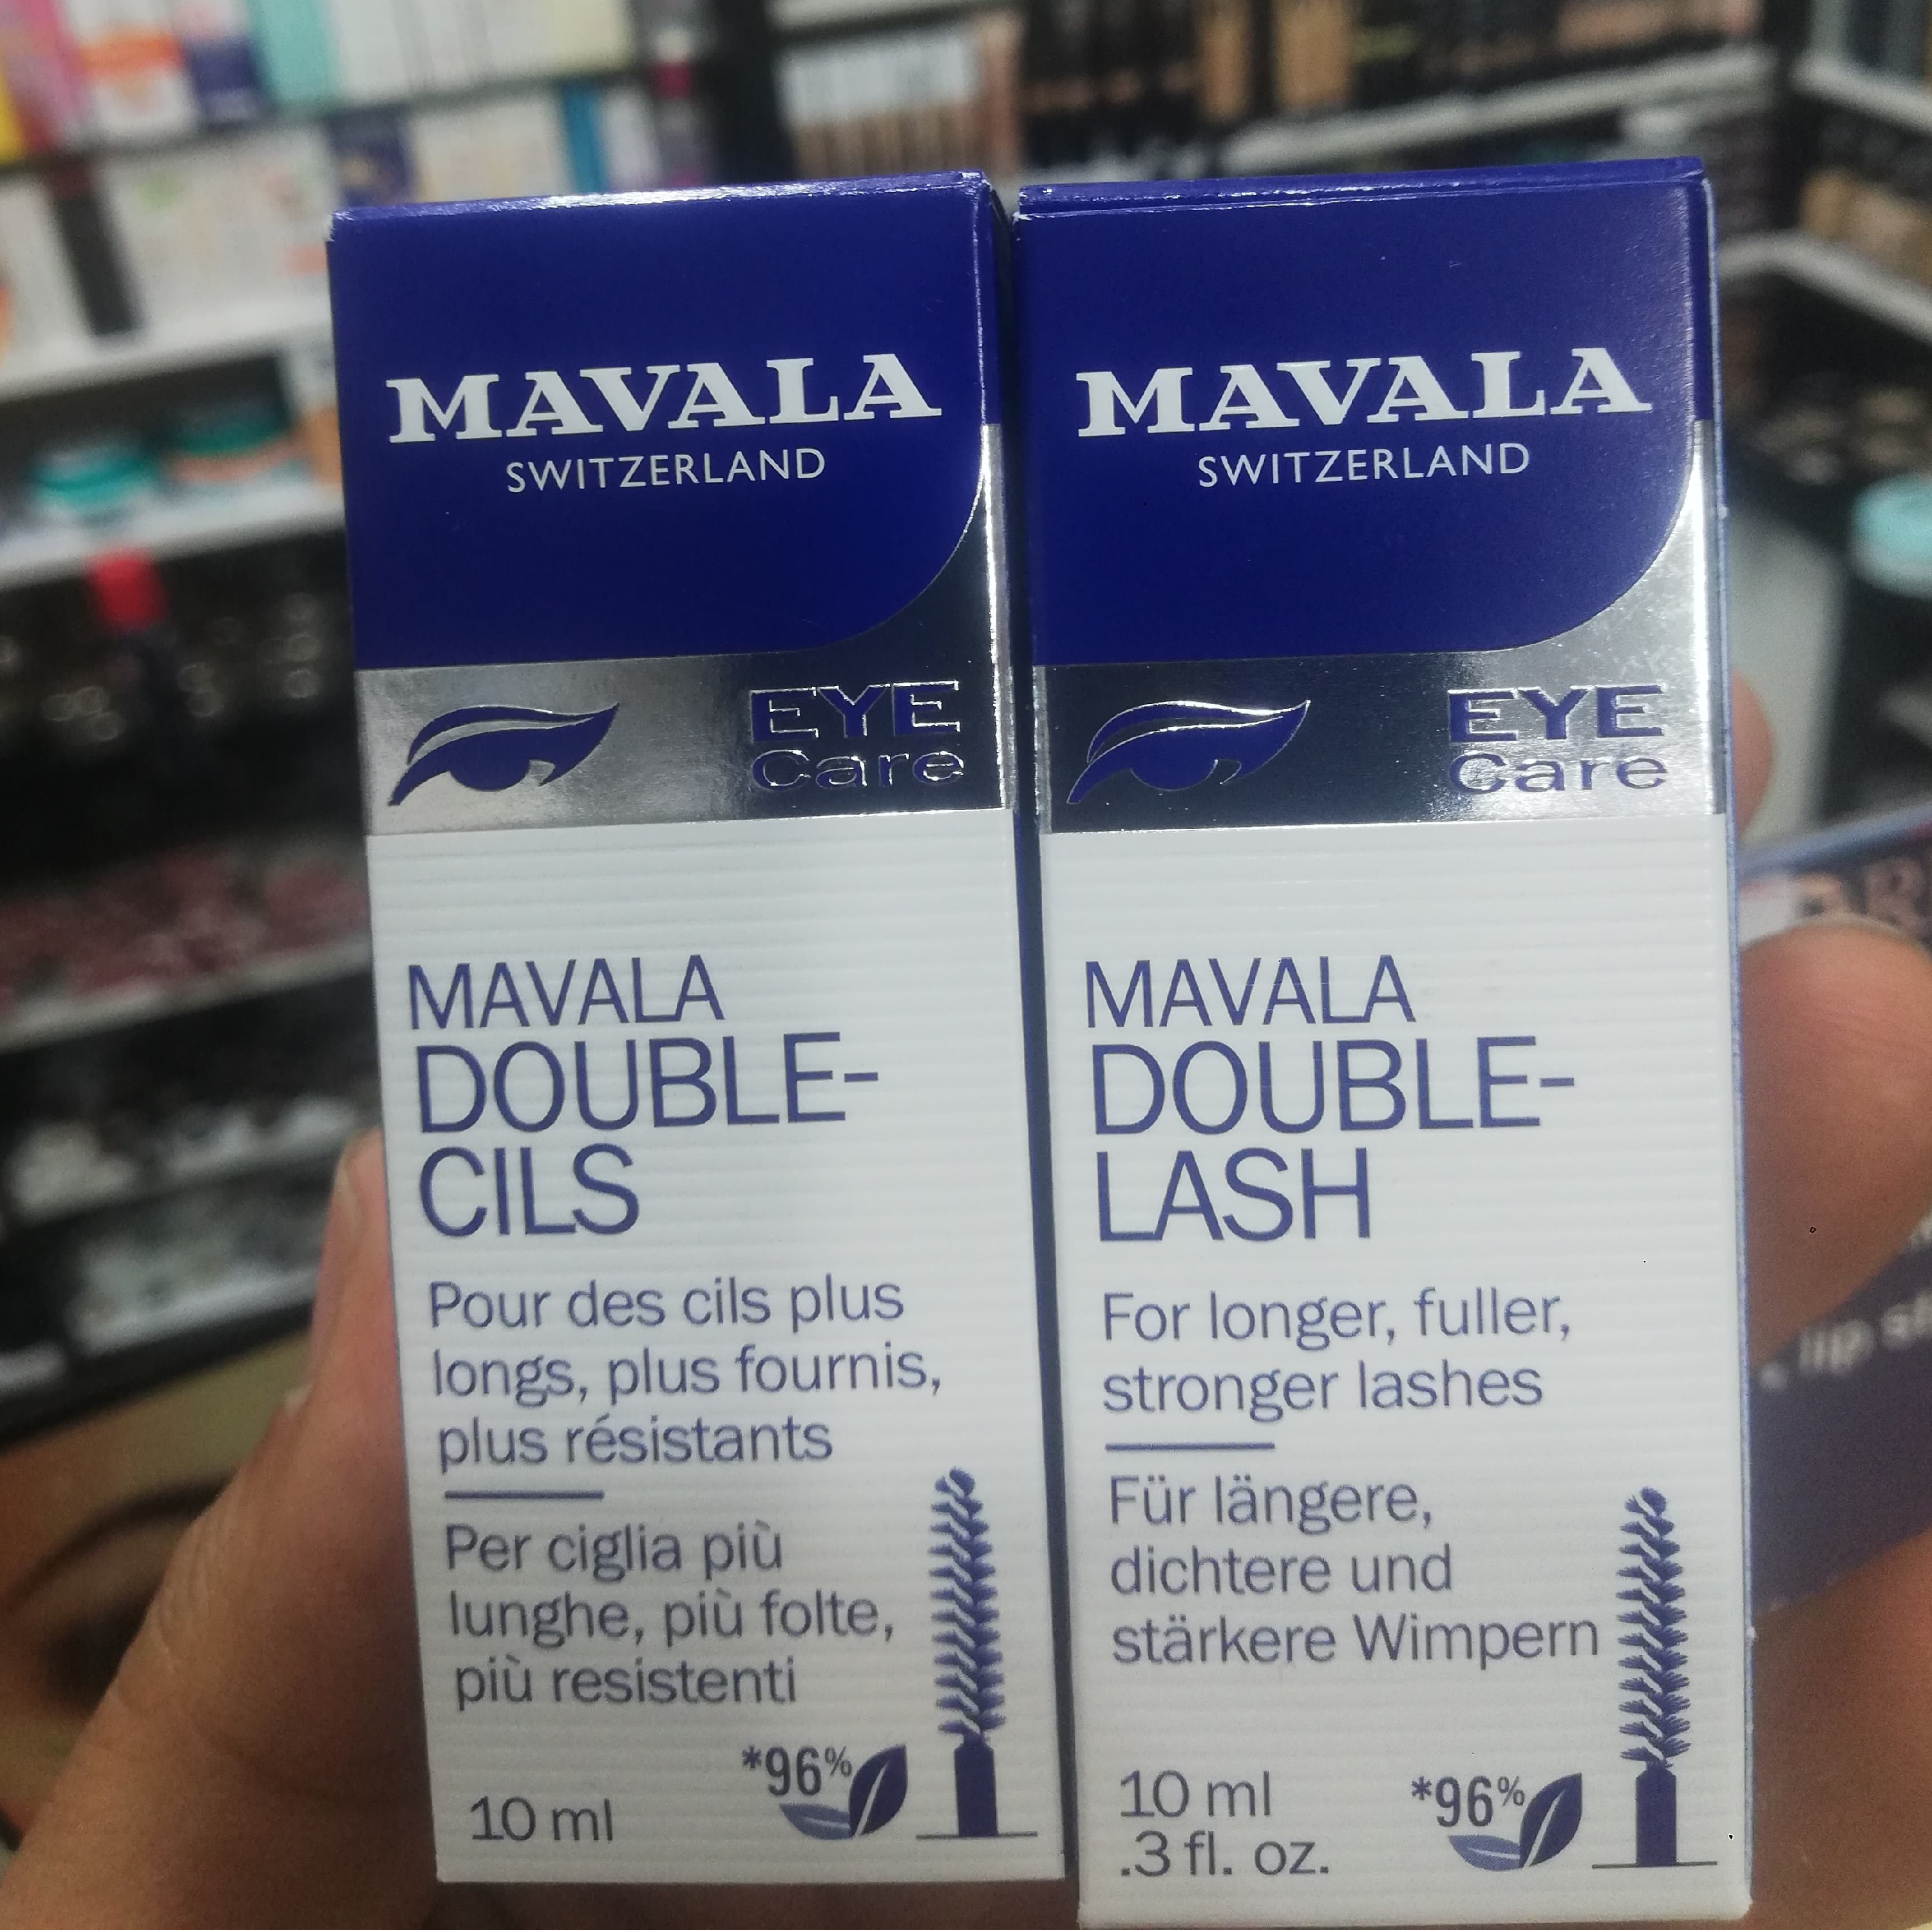 MAVALA
SWITZERLAND
EYE
Care
MAVALA
DOUBLE-
CILS
Pour des cils plus
longs, plus fournis,
plus résistants
Per ciglia più
lunghe, più folte,
più resistenti
*96%
10 ml
MAVALA
SWITZERLAND
EYE
Care
MAVALA
DOUBLE-
LASH
For longer, fuller,
stronger lashes
Für längere,
dichtere und
stärkere Wimpern
10 ml
.3 fl. oz.
*96%
lip